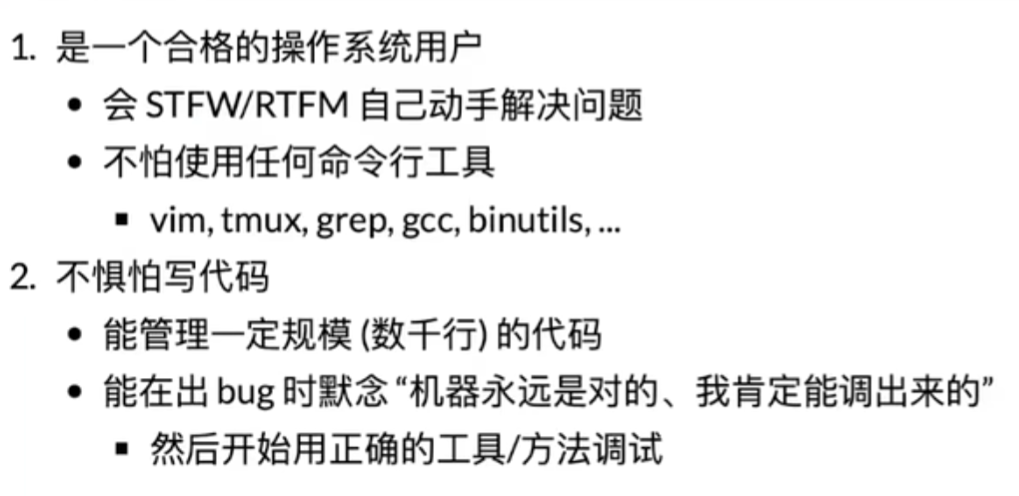 1. 是一个合格的操作系统用户
• 会 STFW/RTFM 自己动手解决问题
• 不怕使用任何命令行工具
▪ vim, tmux, grep, gcc, binutils, ...
2. 不惧怕写代码
• 能管理一定规模 (数千行) 的代码
• 能在出 bug 时默念 “机器永远是对的、我肯定能调出来的”
▪ 然后开始用正确的工具/方法调试